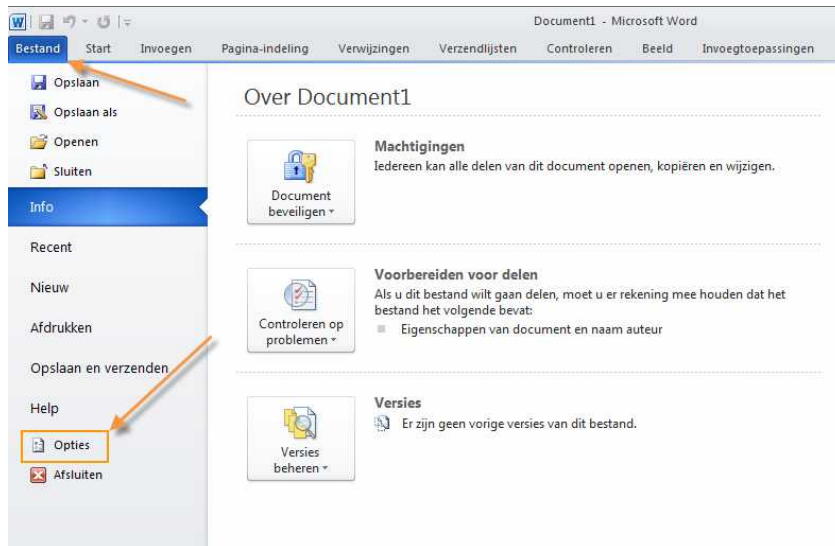 Document1 - Microsoft Word
Bestand Start Invoegen Pagina-indeling Verwijzingen Verzendlijsten Controleren Beeld Invoegtoepassingen
Opslaan
Opslaan als
Openen
Sluiten
Info
Recent
Nieuw
Afdrukken
Opslaan en verzenden
Help
Opties
Afsluiten
Over Document1
Document
beveiligen
Machtigingen
Iedereen kan alle delen van dit document openen, kopiëren en wijzigen.
Controleren op
problemen
Voorbereiden voor delen
Als u dit bestand wilt gaan delen, moet u er rekening mee houden dat het
bestand het volgende bevat:
Eigenschappen van document en naam auteur
Versies
beheren
Versies
Er zijn geen vorige versies van dit bestand.